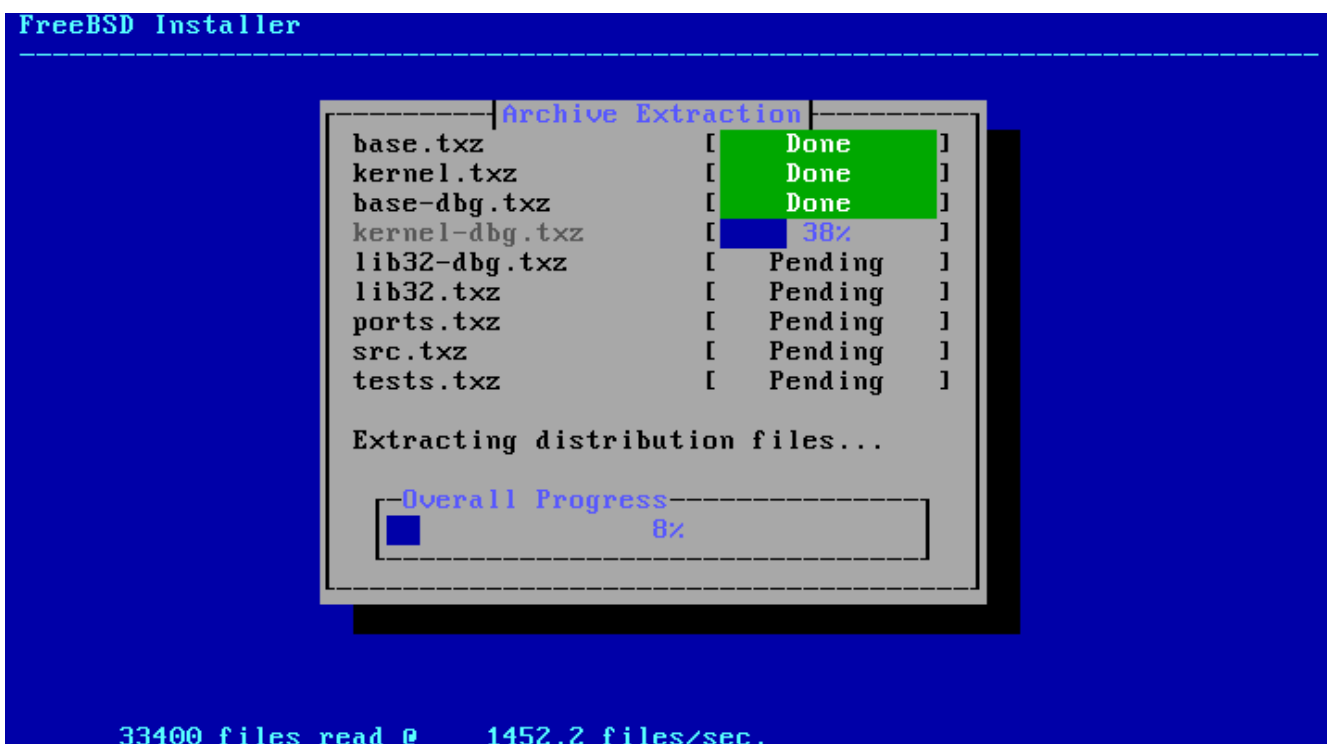 FreeBSD Installer
Archive Extraction
base.txz [ Done ]
kernel.txz [ Done ]
base-dbg.txz [ Done ]
kernel-dbg.txz [ 38% ]
lib32-dbg.txz [ Pending ]
lib32.txz [ Pending ]
ports.txz [ Pending ]
src.txz [ Pending ]
tests.txz [ Pending ]
Extracting distribution files...
Overall Progress
8%
33400 files read @ 1452.2 files/sec.